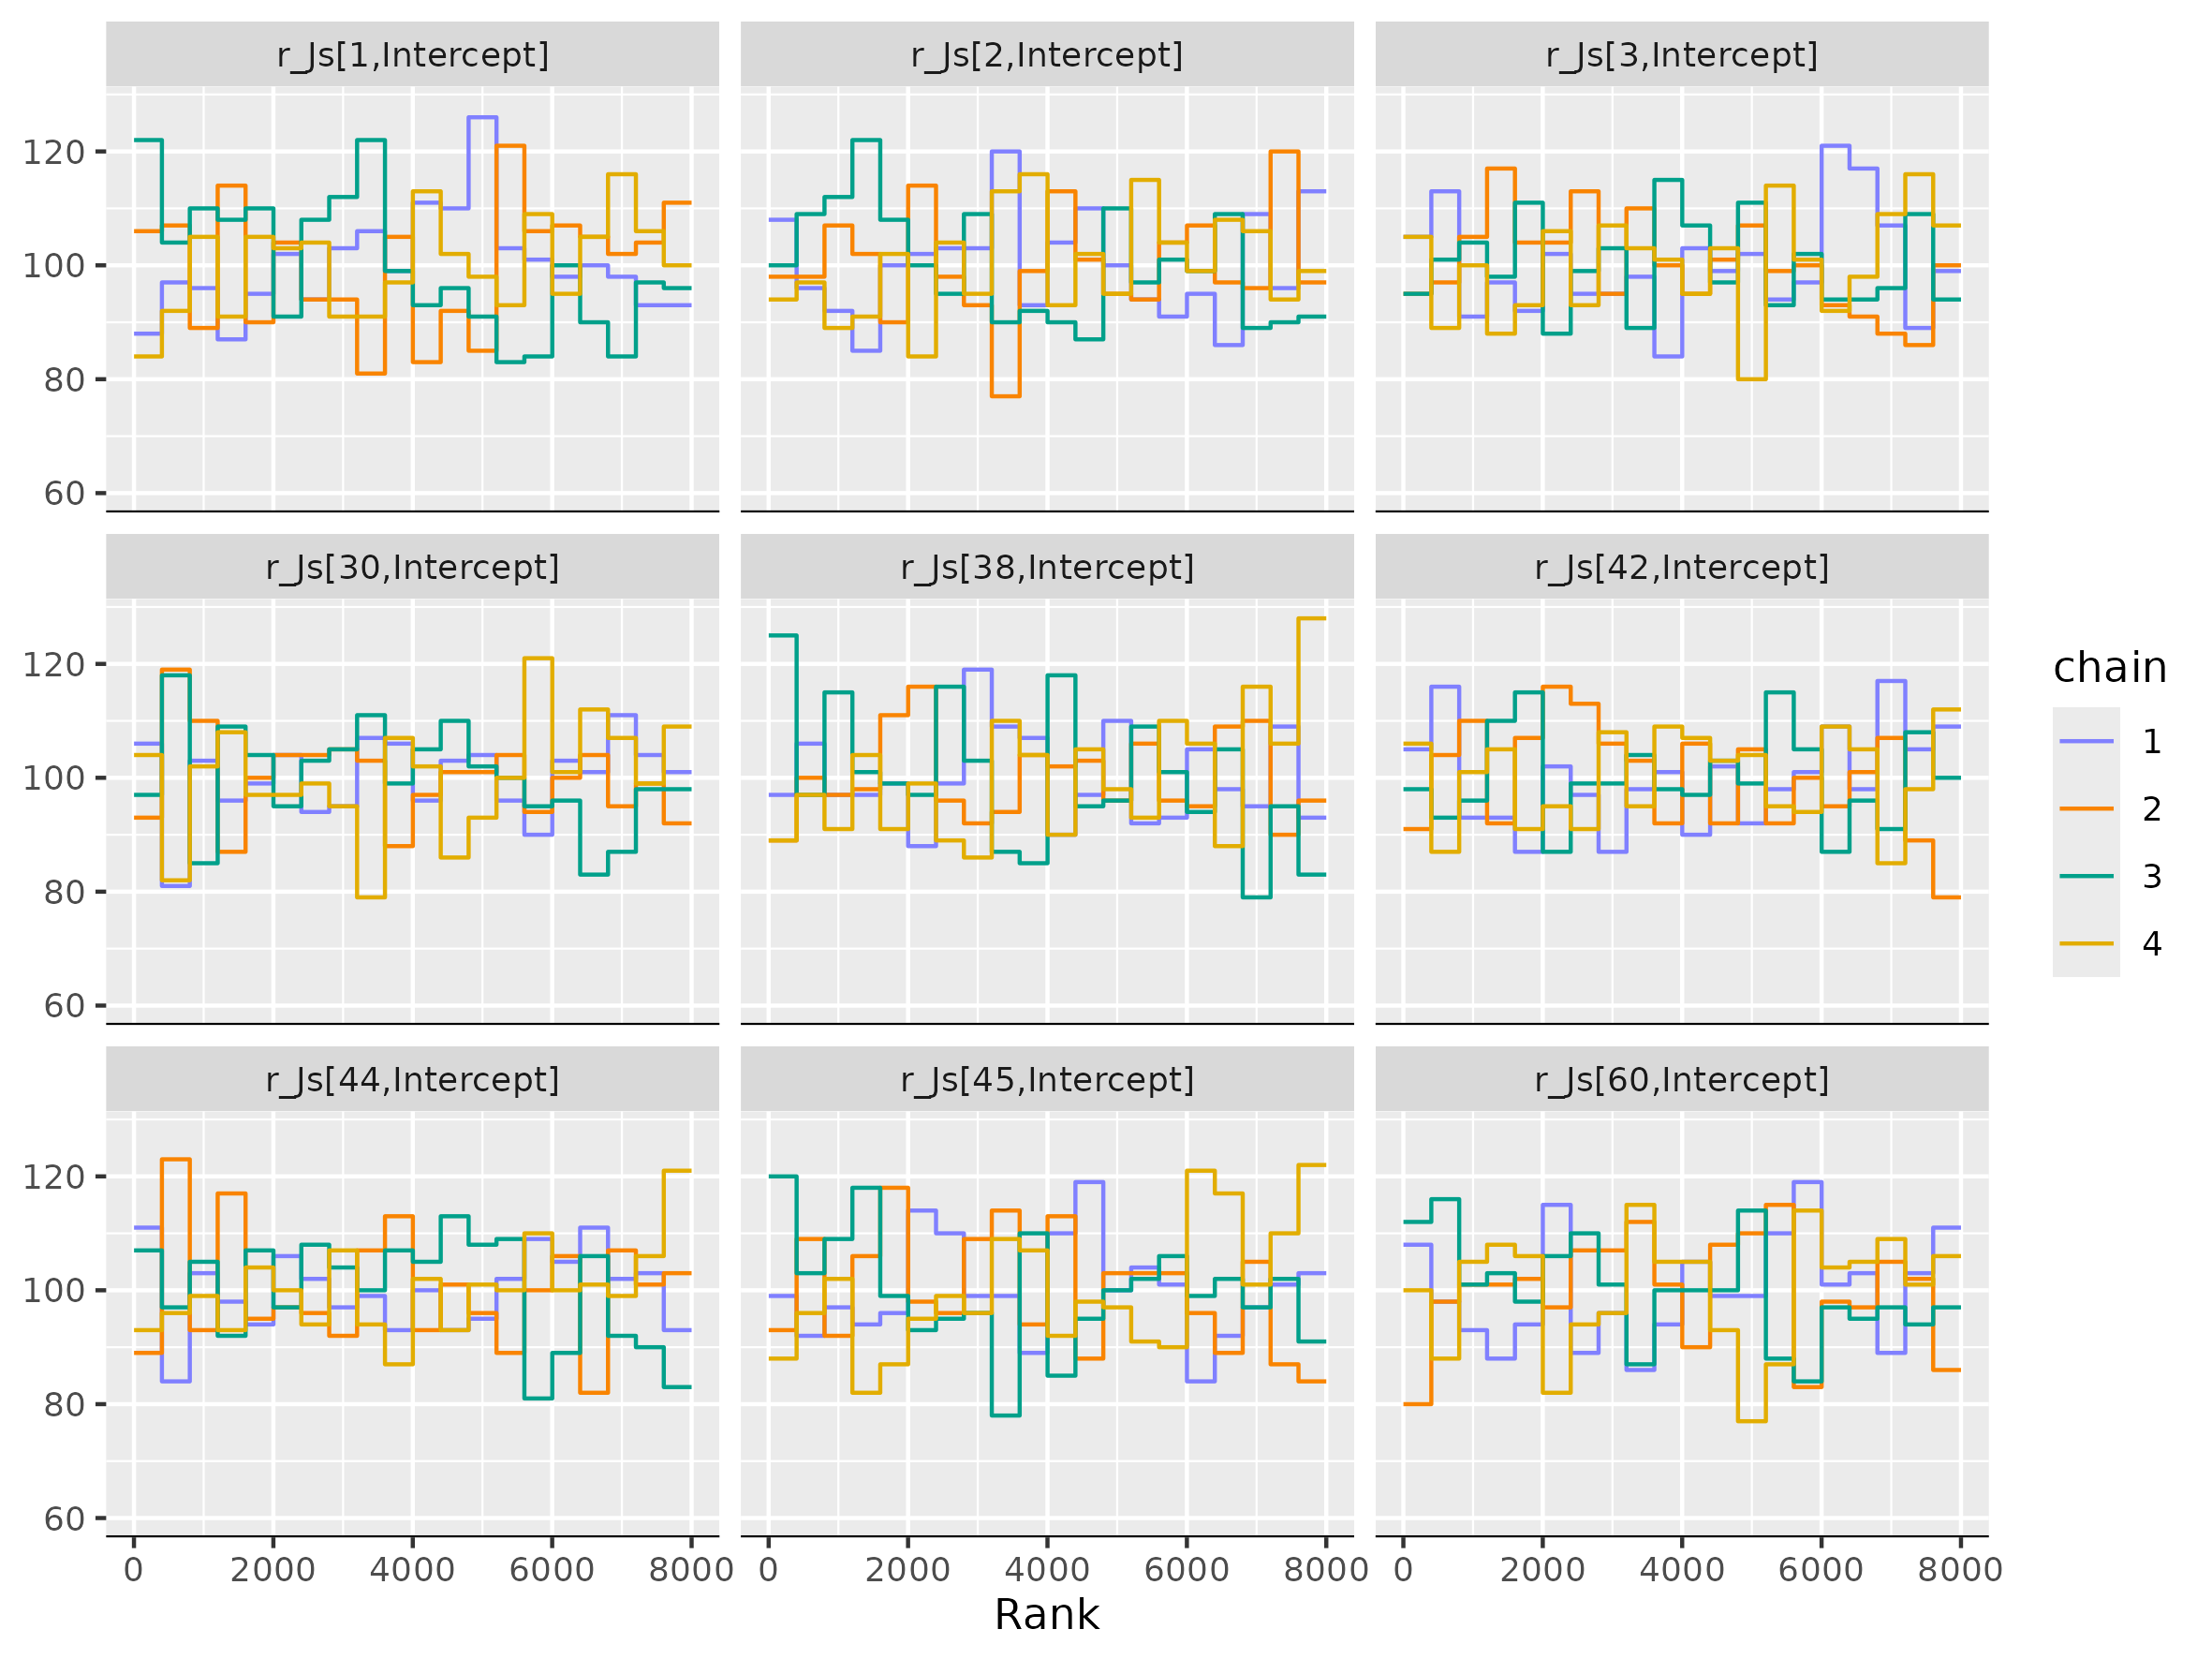 r_Js[1,Intercept] r_Js[2,Intercept] r_Js[3,Intercept]
120
100
80
60
r_Js[30,Intercept] r_Js[38,Intercept] r_Js[42,Intercept]
120
100
80
60
r_Js[44,Intercept] r_Js[45,Intercept] r_Js[60,Intercept]
120
100
80
60
0 2000 4000 6000 8000 0 2000 4000 6000 8000 0 2000 4000 6000 8000
Rank
chain
1
2
3
4